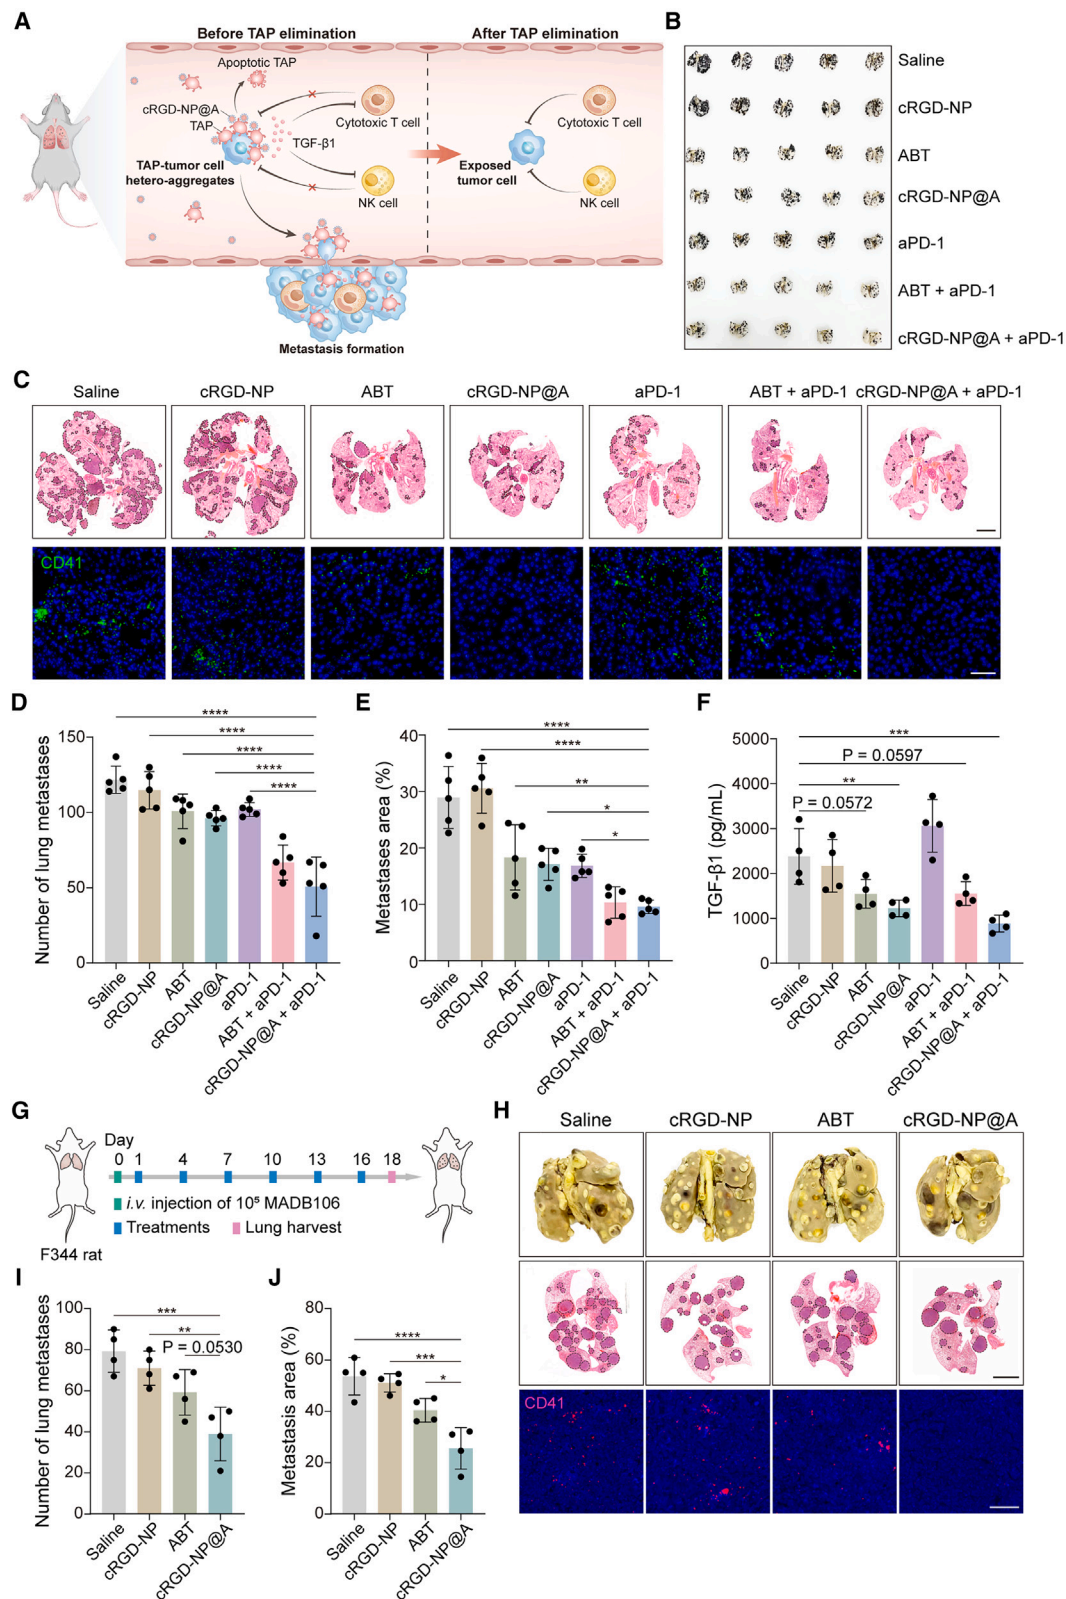 A
Before TAP elimination
After TAP elimination
Apoptotic TAP
cRGD-NP@A
TAP
TGF-β1
Cytotoxic T cell
Cytotoxic T cell
TAP-tumor cell
hetero-aggregates
Exposed
tumor cell
NK cell
NK cell
Metastasis formation
B
Saline
cRGD-NP
ABT
cRGD-NP@A
aPD-1
ABT + aPD-1
cRGD-NP@A + aPD-1
C
Saline
cRGD-NP
ABT
cRGD-NP@A
aPD-1
ABT + aPD-1
cRGD-NP@A + aPD-1
CD41
D
Number of lung metastases
150
100
50
0
****
****
****
****
****
Saline
cRGD-NP
ABT
cRGD-NP@A
aPD-1
ABT + aPD-1
cRGD-NP@A + aPD-1
E
Metastases area (%)
40
30
20
10
0
****
****
**
*
*
Saline
cRGD-NP
ABT
cRGD-NP@A
aPD-1
ABT + aPD-1
cRGD-NP@A + aPD-1
F
TGF-β1 (pg/mL)
5000
4000
3000
2000
1000
0
***
P = 0.0597
**
P = 0.0572
Saline
cRGD-NP
ABT
cRGD-NP@A
aPD-1
ABT + aPD-1
cRGD-NP@A + aPD-1
G
Day
0 1 4 7 10 13 16 18
i.v. injection of 10⁵ MADB106
Treatments
Lung harvest
F344 rat
H
Saline
cRGD-NP
ABT
cRGD-NP@A
CD41
I
Number of lung metastases
100
80
60
40
20
0
***
**
P = 0.0530
Saline
cRGD-NP
ABT
cRGD-NP@A
J
Metastasis area (%)
80
60
40
20
0
****
***
*
Saline
cRGD-NP
ABT
cRGD-NP@A